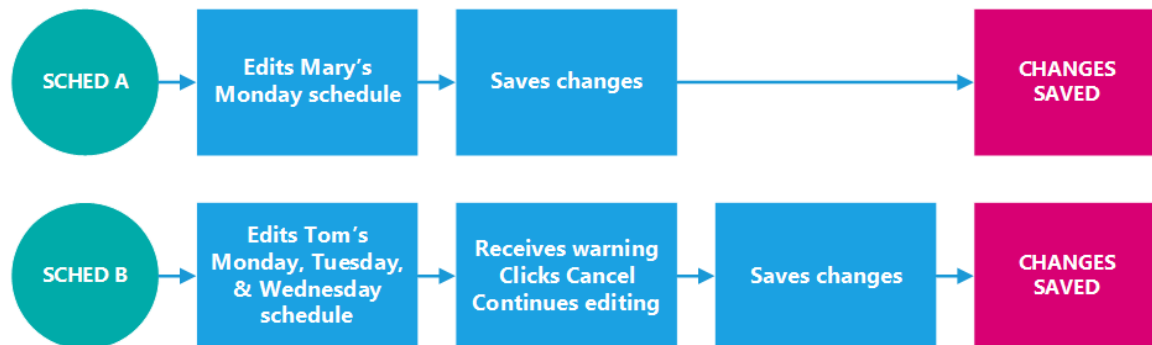 SCHED A
Edits Mary's
Monday schedule
Saves changes
CHANGES
SAVED
SCHED B
Edits Tom's
Monday, Tuesday,
& Wednesday
schedule
Receives warning
Clicks Cancel
Continues editing
Saves changes
CHANGES
SAVED